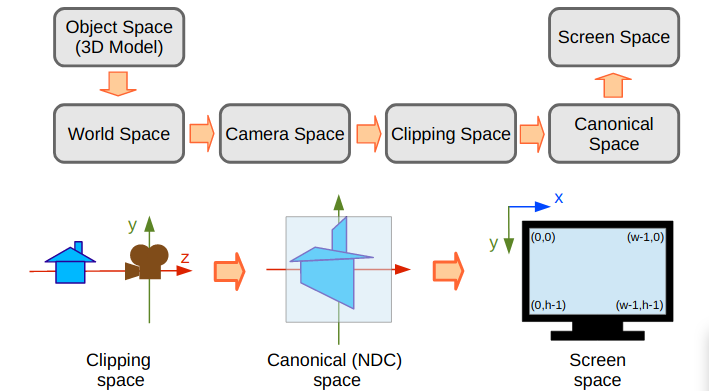 Object Space
(3D Model)
Screen Space
World Space
Camera Space
Clipping Space
Canonical
Space
y
z
x
y
(0,0)
(w-1,0)
(0,h-1)
(w-1,h-1)
Clipping
space
Canonical (NDC)
space
Screen
space